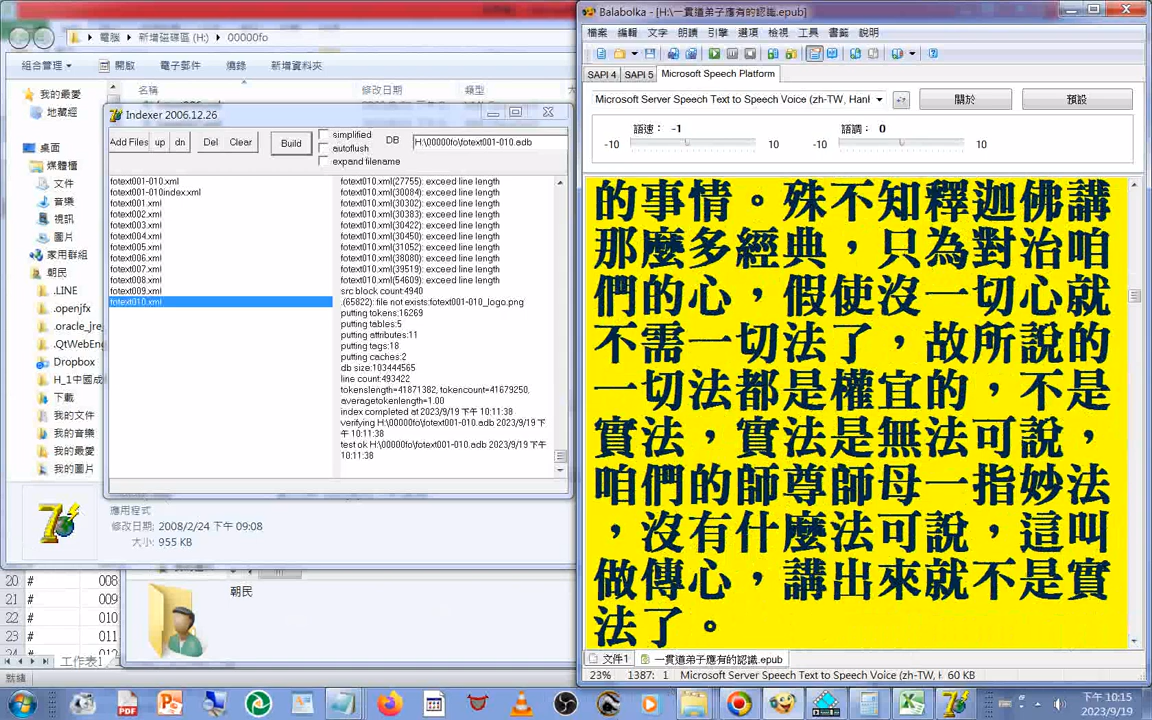 電腦 ▸ 新增磁碟區 (H:) ▸ 00000fo
組合管理 開啟 電子郵件 燒錄 新增資料夾
名稱 修改日期 類型
我的最愛
地藏經
桌面
媒體櫃
文件
音樂
視訊
圖片
家用群組
朝民
.LINE
.openjfx
.oracle_jre_
.QtWebEn
Dropbox
H_1中國成
下載
我的文件
我的音樂
我的最愛
我的圖片
Indexer 2006.12.26
Add Files up dn Del Clear Build
simplified
autoflush
expand filename
DB H:\00000fo\fotext001-010.adb
fotext001-010.xml
fotext001-010index.xml
fotext001.xml
fotext002.xml
fotext003.xml
fotext004.xml
fotext005.xml
fotext006.xml
fotext007.xml
fotext008.xml
fotext009.xml
fotext010.xml
fotext010.xml(27755): exceed line length
fotext010.xml(30084): exceed line length
fotext010.xml(30302): exceed line length
fotext010.xml(30383): exceed line length
fotext010.xml(30422): exceed line length
fotext010.xml(30450): exceed line length
fotext010.xml(31052): exceed line length
fotext010.xml(38080): exceed line length
fotext010.xml(39519): exceed line length
fotext010.xml(54609): exceed line length
src block count:4940
.(65822): file not exists:fotext001-010_logo.png
putting tokens:16269
putting tables:5
putting attributes:11
putting tags:18
putting caches:2
db size:103444565
line count:493422
tokenslength=41871382, tokencount=41679250,
averagetokenlength=1.00
index completed at 2023/9/19 下午 10:11:38
verifying H:\00000fo\fotext001-010.adb 2023/9/19 下
午 10:11:38
test ok H:\00000fo\fotext001-010.adb 2023/9/19 下午
10:11:38
應用程式
修改日期: 2008/2/24 下午 09:08
大小: 955 KB
20 # 008
21 # 009
22 # 010
23 # 011
24 # 012
工作表1
就緒
朝民
Balabolka - [H:\一貫道弟子應有的認識.epub]
檔案 編輯 文字 朗讀 引擎 選項 檢視 工具 書籤 說明
SAPI 4 SAPI 5 Microsoft Speech Platform
Microsoft Server Speech Text to Speech Voice (zh-TW, Hanl 關於 預設
語速: -1 語調: 0
-10 10 -10 10
的事情。殊不知釋迦佛講
那麼多經典，只為對治咱
們的心，假使沒一切心就
不需一切法了，故所說的
一切法都是權宜的，不是
實法，實法是無法可說，
咱們的師尊師母一指妙法
，沒有什麼法可說，這叫
做傳心，講出來就不是實
法了。
文件1 一貫道弟子應有的認識.epub
23% 1387: 1 Microsoft Speech Text to Speech Voice (zh-TW, H 60 KB
下午 10:15
2023/9/19